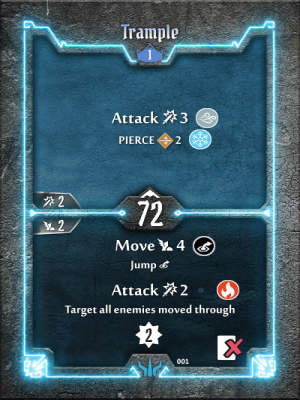 Trample
1
Attack 3
PIERCE 2
2
72
2
Move 4
Jump
Attack 2
Target all enemies moved through
2
001